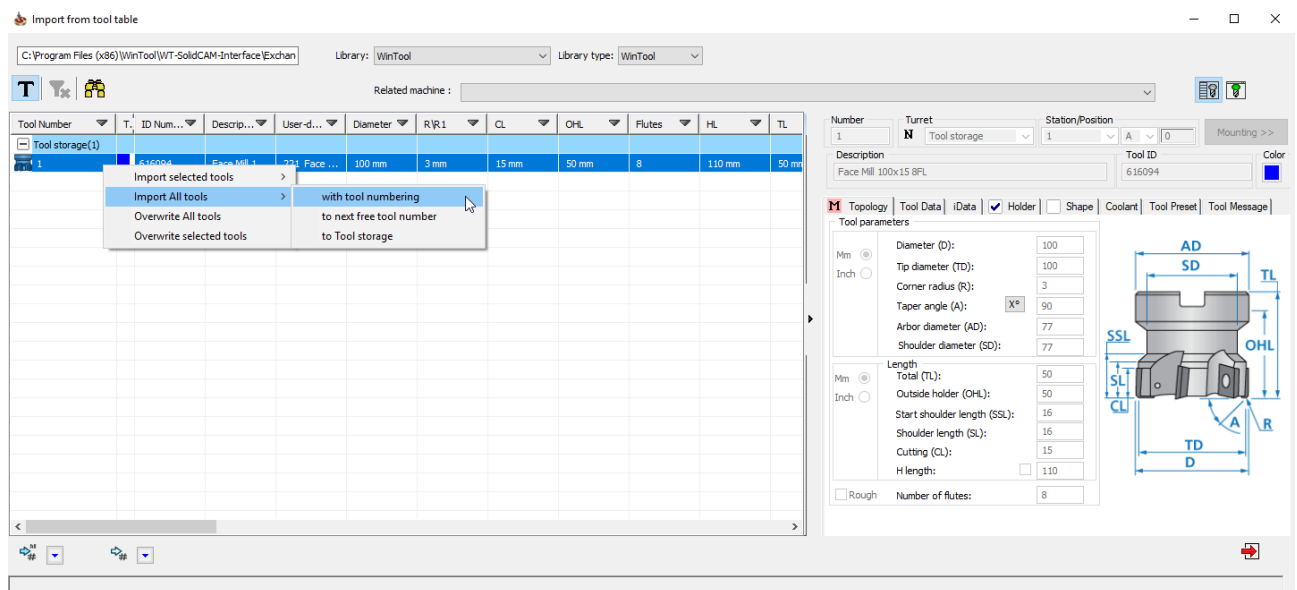 Import from tool table
C:\Program Files (x86)\WinTool\WT-SolidCAM-Interface\Exchan
Library: WinTool
Library type: WinTool
T
Related machine :
Tool Number T. ID Num... Descrip... User-d... Diameter R\R1 CL OHL Flutes HL TL
Tool storage(1)
1 616094 Face Mill 1 221 Face ... 100 mm 3 mm 15 mm 50 mm 8 110 mm 50 mm
Import selected tools >
Import All tools >
Overwrite All tools
Overwrite selected tools
with tool numbering
to next free tool number
to Tool storage
M
#
#
Number Turret Station/Position
1 N Tool storage 1 A 0 Mounting >>
Description Tool ID Color
Face Mill 100x15 8FL 616094
M Topology Tool Data iData Holder Shape Coolant Tool Preset Tool Message
Tool parameters
Mm
Inch
Diameter (D): 100
Tip diameter (TD): 100
Corner radius (R): 3
Taper angle (A): X° 90
Arbor diameter (AD): 77
Shoulder diameter (SD): 77
Length
Mm
Inch
Total (TL): 50
Outside holder (OHL): 50
Start shoulder length (SSL): 16
Shoulder length (SL): 16
Cutting (CL): 15
H length: 110
Rough Number of flutes: 8
AD
SD
TL
SSL
OHL
SL
CL
A
R
TD
D